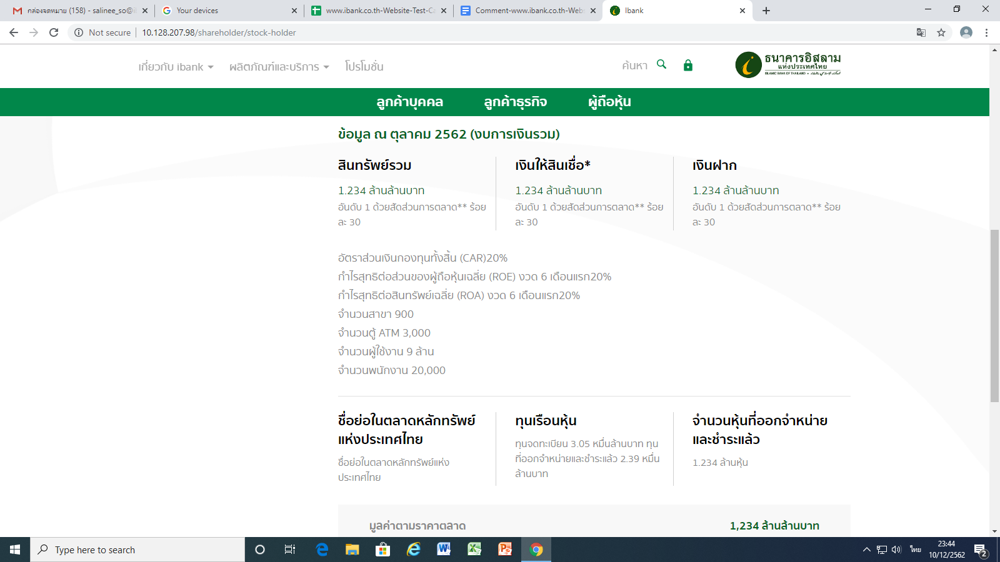 กล่องจดหมาย (158) - salinee_so@i
Your devices
www.ibank.co.th-Website-Test-Ca
Comment-www.ibank.co.th-Webs
Ibank
Not secure
10.128.207.98/shareholder/stock-holder
เกี่ยวกับ ibank
ผลิตภัณฑ์และบริการ
โปรโมชั่น
ค้นหา
ธนาคารอิสลาม
แห่งประเทศไทย
ISLAMIC BANK OF THAILAND
ลูกค้าบุคคล
ลูกค้าธุรกิจ
ผู้ถือหุ้น
ข้อมูล ณ ตุลาคม 2562 (งบการเงินรวม)
สินทรัพย์รวม
1.234 ล้านล้านบาท
อันดับ 1 ด้วยสัดส่วนการตลาด** ร้อย
ละ 30
เงินให้สินเชื่อ*
1.234 ล้านล้านบาท
อันดับ 1 ด้วยสัดส่วนการตลาด** ร้อย
ละ 30
เงินฝาก
1.234 ล้านล้านบาท
อันดับ 1 ด้วยสัดส่วนการตลาด** ร้อย
ละ 30
อัตราส่วนเงินกองทุนทั้งสิ้น (CAR)20%
กำไรสุทธิต่อส่วนของผู้ถือหุ้นเฉลี่ย (ROE) งวด 6 เดือนแรก20%
กำไรสุทธิต่อสินทรัพย์เฉลี่ย (ROA) งวด 6 เดือนแรก20%
จำนวนสาขา 900
จำนวนตู้ ATM 3,000
จำนวนผู้ใช้งาน 9 ล้าน
จำนวนพนักงาน 20,000
ชื่อย่อในตลาดหลักทรัพย์
แห่งประเทศไทย
ชื่อย่อในตลาดหลักทรัพย์แห่ง
ประเทศไทย
ทุนเรือนหุ้น
ทุนจดทะเบียน 3.05 หมื่นล้านบาท ทุน
ที่ออกจำหน่ายและชำระแล้ว 2.39 หมื่น
ล้านบาท
จำนวนหุ้นที่ออกจำหน่าย
และชำระแล้ว
1.234 ล้านหุ้น
มูลค่าตามราคาตลาด
1,234 ล้านล้านบาท
Type here to search
ไทย
23:44
10/12/2562
2